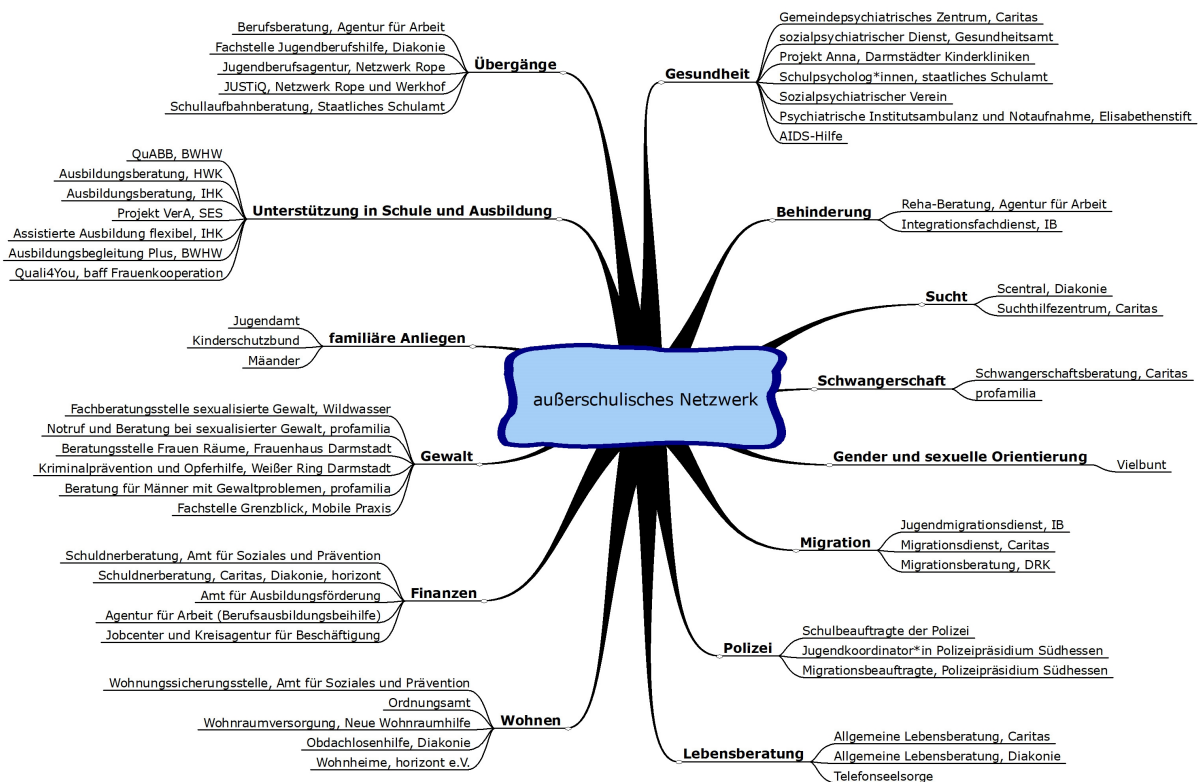 außerschulisches Netzwerk
Übergänge
Berufsberatung, Agentur für Arbeit
Fachstelle Jugendberufshilfe, Diakonie
Jugendberufsagentur, Netzwerk Rope
JUSTiQ, Netzwerk Rope und Werkhof
Schullaufbahnberatung, Staatliches Schulamt
Unterstützung in Schule und Ausbildung
QuABB, BWHW
Ausbildungsberatung, HWK
Ausbildungsberatung, IHK
Projekt VerA, SES
Assistierte Ausbildung flexibel, IHK
Ausbildungsbegleitung Plus, BWHW
Quali4You, baff Frauenkooperation
familiäre Anliegen
Jugendamt
Kinderschutzbund
Mäander
Gewalt
Fachberatungsstelle sexualisierte Gewalt, Wildwasser
Notruf und Beratung bei sexualisierter Gewalt, profamilia
Beratungsstelle Frauen Räume, Frauenhaus Darmstadt
Kriminalprävention und Opferhilfe, Weißer Ring Darmstadt
Beratung für Männer mit Gewaltproblemen, profamilia
Fachstelle Grenzblick, Mobile Praxis
Finanzen
Schuldnerberatung, Amt für Soziales und Prävention
Schuldnerberatung, Caritas, Diakonie, horizont
Amt für Ausbildungsförderung
Agentur für Arbeit (Berufsausbildungsbeihilfe)
Jobcenter und Kreisagentur für Beschäftigung
Wohnen
Wohnungssicherungsstelle, Amt für Soziales und Prävention
Ordnungsamt
Wohnraumversorgung, Neue Wohnraumhilfe
Obdachlosenhilfe, Diakonie
Wohnheime, horizont e.V.
Gesundheit
Gemeindepsychiatrisches Zentrum, Caritas
sozialpsychiatrischer Dienst, Gesundheitsamt
Projekt Anna, Darmstädter Kinderkliniken
Schulpsycholog*innen, staatliches Schulamt
Sozialpsychiatrischer Verein
Psychiatrische Institutsambulanz und Notaufnahme, Elisabethenstift
AIDS-Hilfe
Behinderung
Reha-Beratung, Agentur für Arbeit
Integrationsfachdienst, IB
Sucht
Scentral, Diakonie
Suchthilfezentrum, Caritas
Schwangerschaft
Schwangerschaftsberatung, Caritas
profamilia
Gender und sexuelle Orientierung
Vielbunt
Migration
Jugendmigrationsdienst, IB
Migrationsdienst, Caritas
Migrationsberatung, DRK
Polizei
Schulbeauftragte der Polizei
Jugendkoordinator*in Polizeipräsidium Südhessen
Migrationsbeauftragte, Polizeipräsidium Südhessen
Lebensberatung
Allgemeine Lebensberatung, Caritas
Allgemeine Lebensberatung, Diakonie
Telefonseelsorge